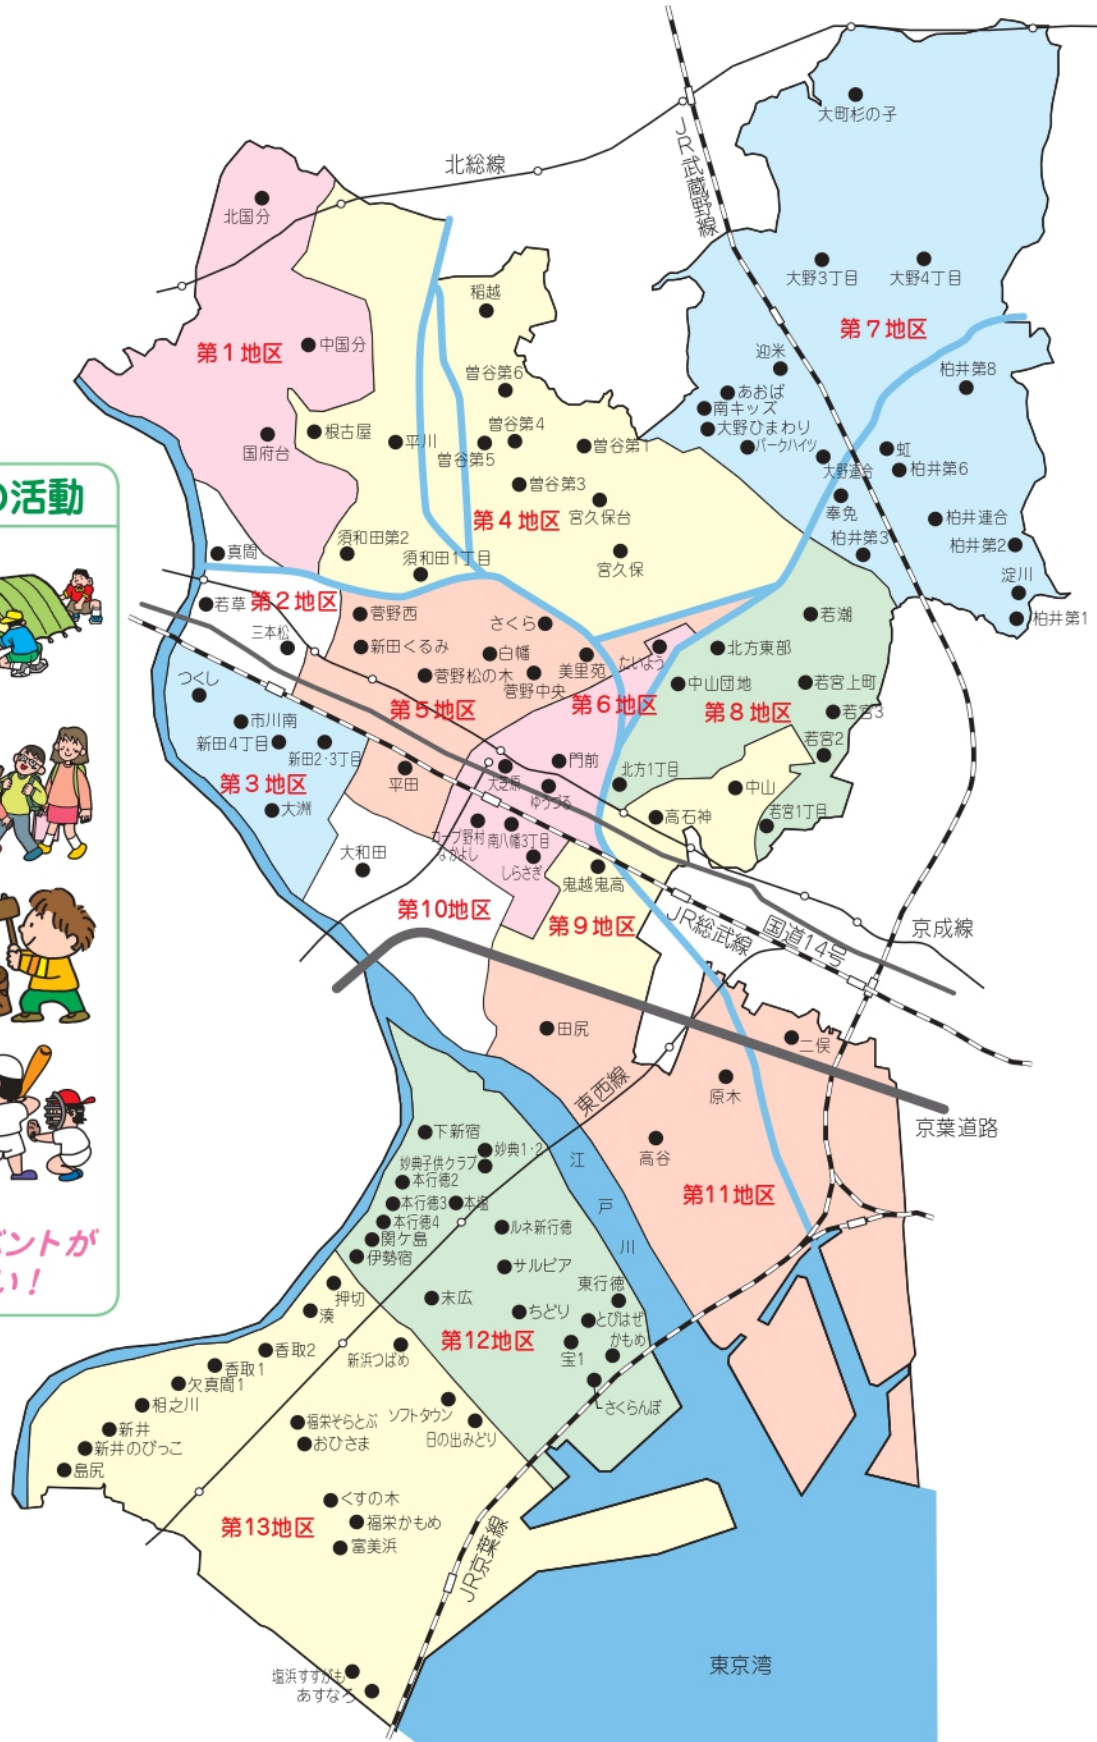 北総線
JR武蔵野線
大町杉の子
北国分
大野3丁目
大野4丁目
稲越
第7地区
第1地区
中国分
迎米
柏井第8
曽谷第6
あおば
南キッズ
大野ひまわり
パークハイツ
国府台
根古屋
平川
曽谷第4
曽谷第5
曽谷第1
大野連合
虹
柏井第6
曽谷第3
宮久保台
第4地区
奉免
柏井連合
須和田第2
須和田1丁目
宮久保
柏井第3
柏井第2
真間
淀川
若草
第2地区
柏井第1
三本松
菅野西
さくら
若潮
新田くるみ
白幡
美里苑
たいよう
北方東部
菅野松の木
菅野中央
つくし
中山団地
若宮上町
第5地区
第6地区
第8地区
若宮3
市川南
新田4丁目
新田2・3丁目
若宮2
第3地区
平田
大芝原
門前
ゆうづる
北方1丁目
中山
大洲
高石神
若宮1丁目
コープ野村
なかよし
南八幡3丁目
大和田
しらさぎ
鬼越鬼高
第10地区
第9地区
JR総武線
国道14号
京成線
田尻
二俣
原木
東西線
京葉道路
下新宿
妙典1・2
妙典子供クラブ
高谷
江
戸
川
本行徳2
本行徳3
本塩
第11地区
本行徳4
関ケ島
伊勢宿
ルネ新行徳
サルビア
東行徳
押切
末広
ちどり
とびはぜ
湊
第12地区
宝1
かもめ
香取2
新浜つばめ
香取1
欠真間1
さくらんぼ
相之川
福栄そらとぶ
ソフトタウン
新井
おひさま
日の出みどり
新井のびっこ
島尻
くすの木
第13地区
福栄かもめ
富美浜
JR京葉線
塩浜すずがも
あすなろ
東京湾
の活動
ベントが
い!